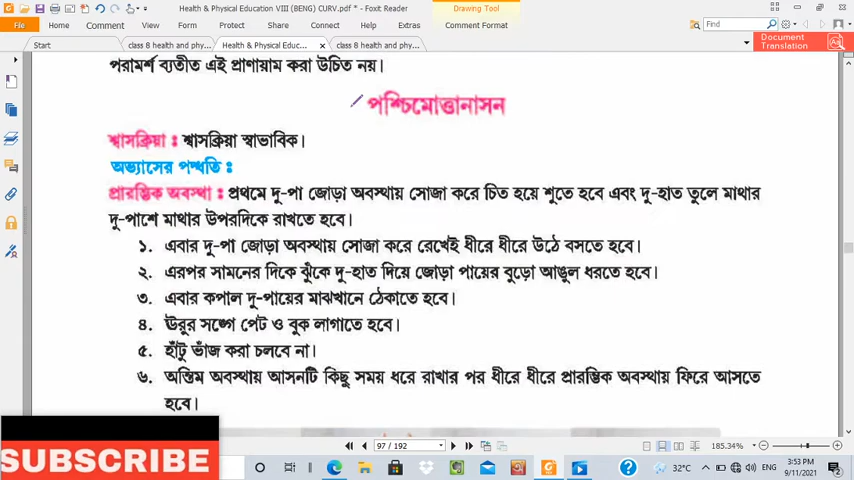 Health & Physical Education VIII (BENG) CURV.pdf * - Foxit Reader
Drawing Tool
File Home Comment View Form Protect Share Connect Help Extras Comment Format
Find
Start class 8 health and phy... Health & Physical Educ... class 8 health and phy...
Document Translation
পরামর্শ ব্যতীত এই প্রাণায়াম করা উচিত নয়।
পশ্চিমোত্তানাসন
শ্বাসক্রিয়া : শ্বাসক্রিয়া স্বাভাবিক।
অভ্যাসের পদ্ধতি :
প্রারম্ভিক অবস্থা : প্রথমে দু-পা জোড়া অবস্থায় সোজা করে চিত হয়ে শুতে হবে এবং দু-হাত তুলে মাথার
দু-পাশে মাথার উপরদিকে রাখতে হবে।
১. এবার দু-পা জোড়া অবস্থায় সোজা করে রেখেই ধীরে ধীরে উঠে বসতে হবে।
২. এরপর সামনের দিকে ঝুঁকে দু-হাত দিয়ে জোড়া পায়ের বুড়ো আঙুল ধরতে হবে।
৩. এবার কপাল দু-পায়ের মাঝখানে ঠেকাতে হবে।
৪. ঊরুর সঙ্গে পেট ও বুক লাগাতে হবে।
৫. হাঁটু ভাঁজ করা চলবে না।
৬. অন্তিম অবস্থায় আসনটি কিছু সময় ধরে রাখার পর ধীরে ধীরে প্রারম্ভিক অবস্থায় ফিরে আসতে
হবে।
97 / 192
185.34%
SUBSCRIBE
32°C
ENG
3:53 PM
9/11/2021